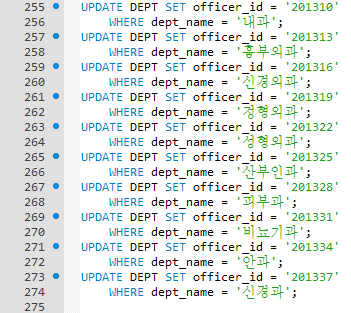 255 UPDATE DEPT SET officer_id = '201310'
256 WHERE dept_name = '내과';
257 UPDATE DEPT SET officer_id = '201313'
258 WHERE dept_name = '흉부외과';
259 UPDATE DEPT SET officer_id = '201316'
260 WHERE dept_name = '신경외과';
261 UPDATE DEPT SET officer_id = '201319'
262 WHERE dept_name = '정형외과';
263 UPDATE DEPT SET officer_id = '201322'
264 WHERE dept_name = '성형외과';
265 UPDATE DEPT SET officer_id = '201325'
266 WHERE dept_name = '산부인과';
267 UPDATE DEPT SET officer_id = '201328'
268 WHERE dept_name = '피부과';
269 UPDATE DEPT SET officer_id = '201331'
270 WHERE dept_name = '비뇨기과';
271 UPDATE DEPT SET officer_id = '201334'
272 WHERE dept_name = '안과';
273 UPDATE DEPT SET officer_id = '201337'
274 WHERE dept_name = '신경과';
275